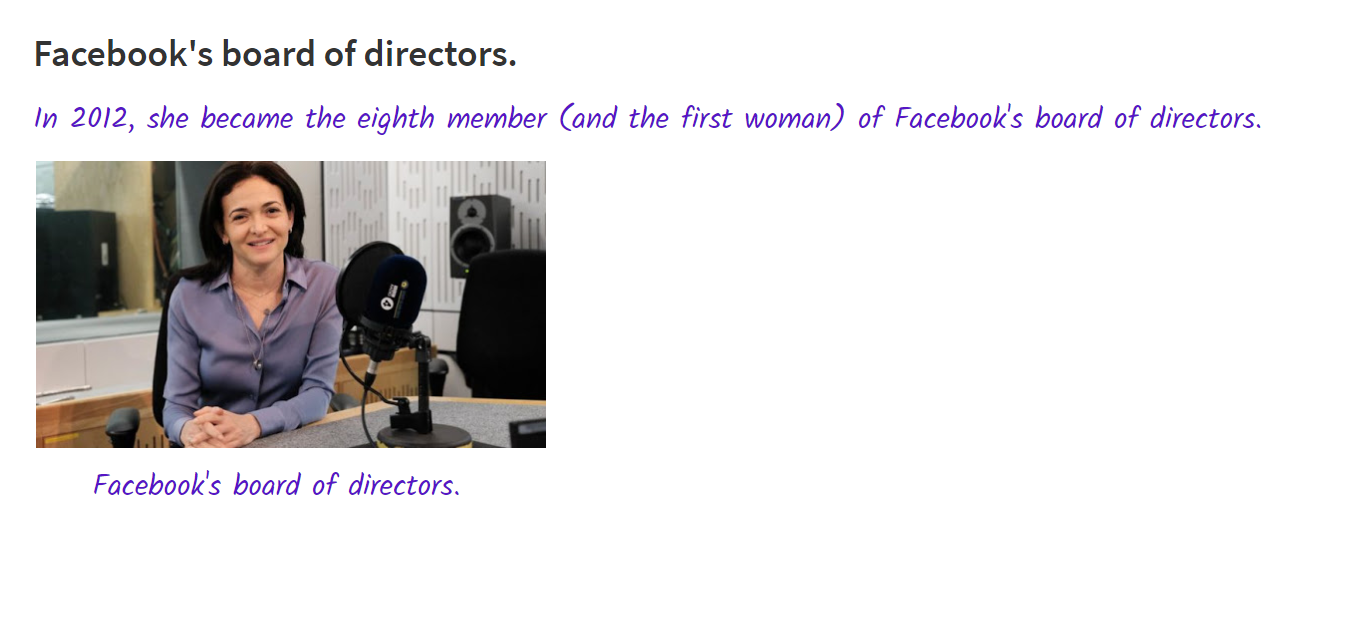 Facebook's board of directors.
In 2012, she became the eighth member (and the first woman) of Facebook's board of directors.
Facebook's board of directors.